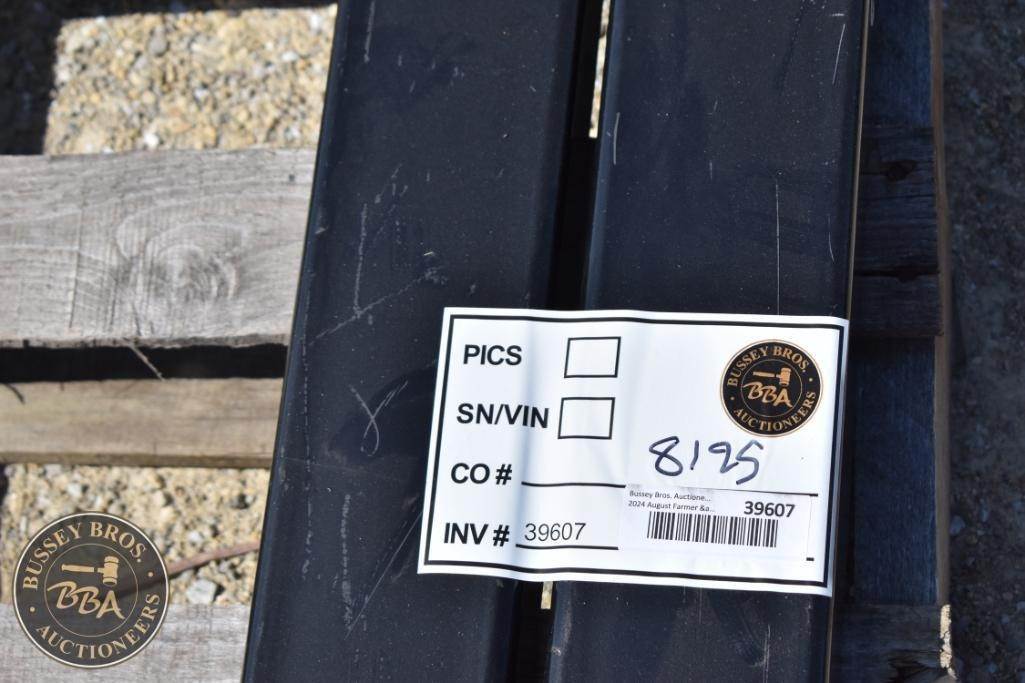 PICS
SN/VIN
CO #
INV # 39607
BUSSEY BROS.
BBA
AUCTIONEERS
8195
Bussey Bros. Auctione...
2024 August Farmer &a...
39607
BUSSEY BROS.
BBA
AUCTIONEERS